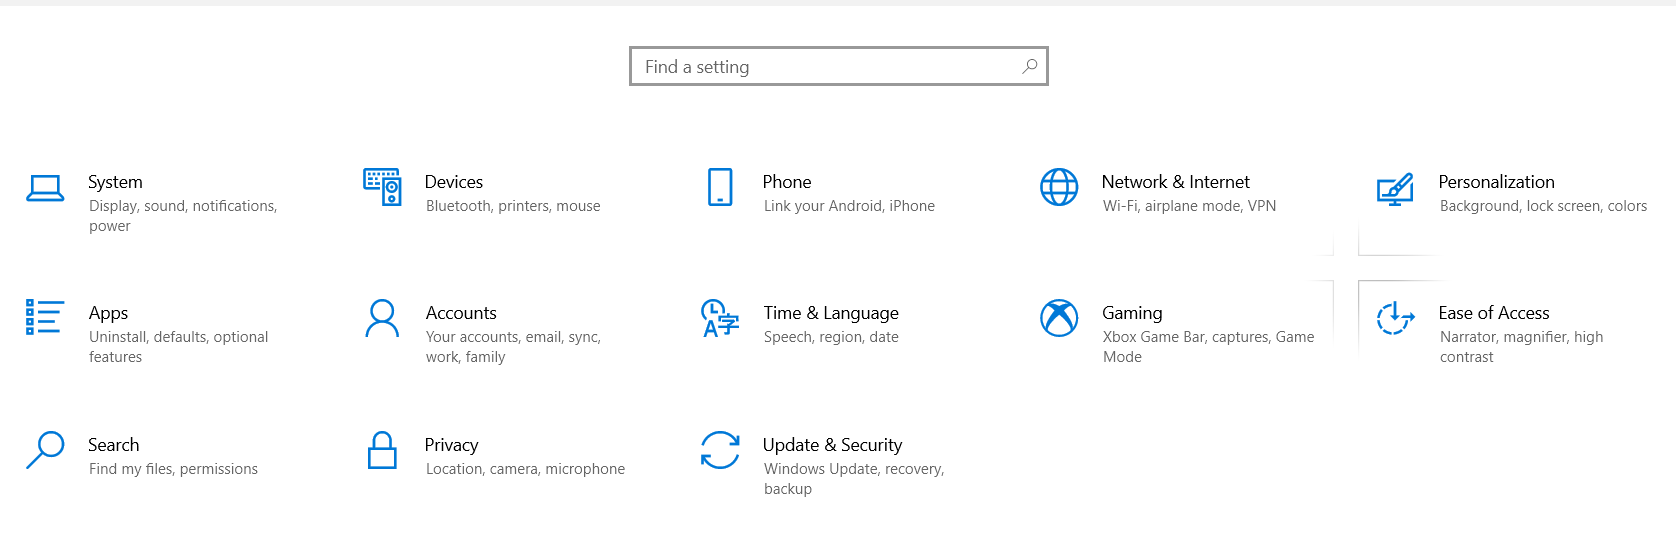 Find a setting
System
Display, sound, notifications,
power
Devices
Bluetooth, printers, mouse
Phone
Link your Android, iPhone
Network & Internet
Wi-Fi, airplane mode, VPN
Personalization
Background, lock screen, colors
Apps
Uninstall, defaults, optional
features
Accounts
Your accounts, email, sync,
work, family
A字
Time & Language
Speech, region, date
Gaming
Xbox Game Bar, captures, Game
Mode
Ease of Access
Narrator, magnifier, high
contrast
Search
Find my files, permissions
Privacy
Location, camera, microphone
Update & Security
Windows Update, recovery,
backup